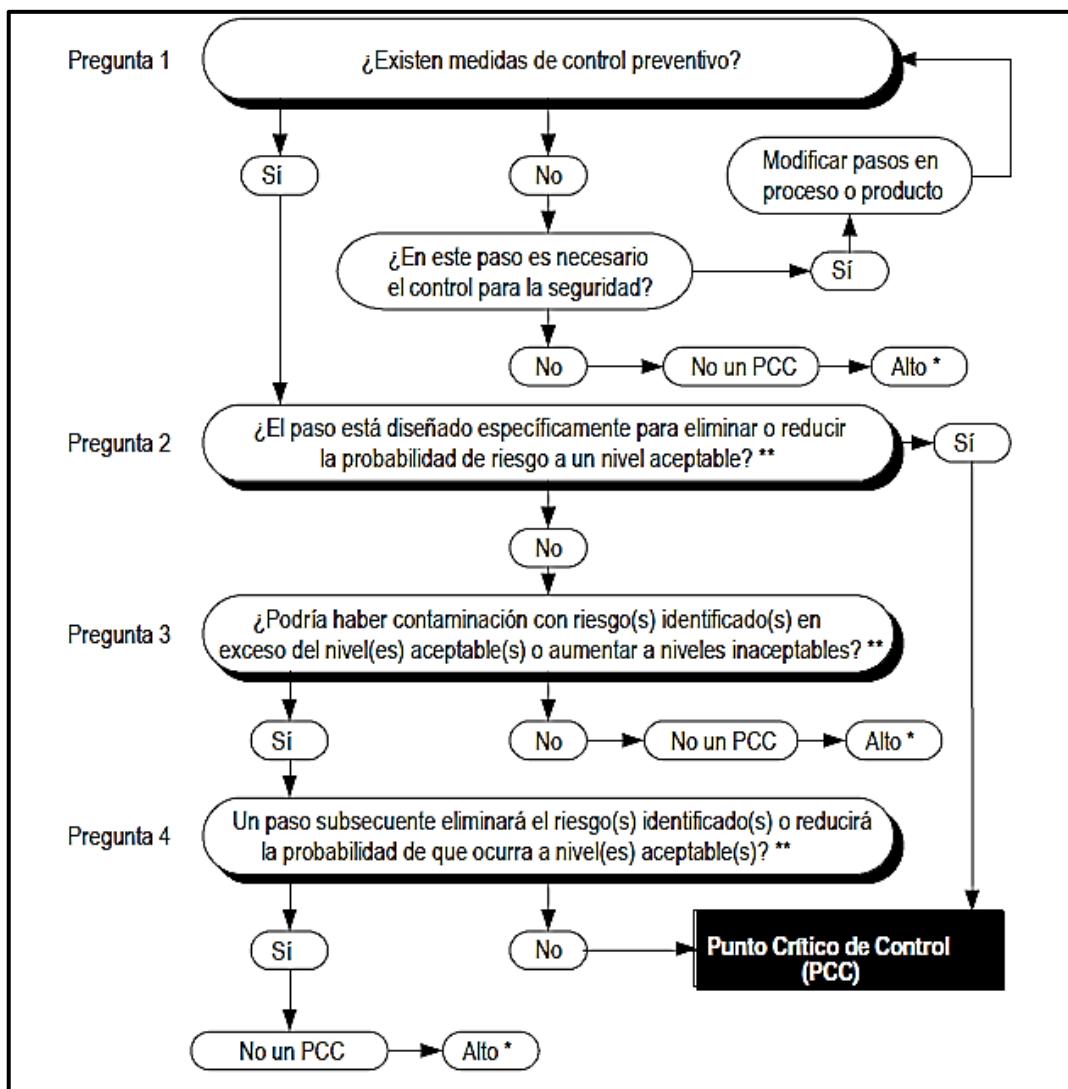 Pregunta 1
¿Existen medidas de control preventivo?
Sí
No
Modificar pasos en
proceso o producto
¿En este paso es necesario
el control para la seguridad?
Sí
No
No un PCC
Alto *
Pregunta 2
¿El paso está diseñado específicamente para eliminar o reducir
la probabilidad de riesgo a un nivel aceptable? **
Sí
No
Pregunta 3
¿Podría haber contaminación con riesgo(s) identificado(s) en
exceso del nivel(es) aceptable(s) o aumentar a niveles inaceptables? **
Sí
No
No un PCC
Alto *
Pregunta 4
Un paso subsecuente eliminará el riesgo(s) identificado(s) o reducirá
la probabilidad de que ocurra a nivel(es) aceptable(s)? **
Sí
No
Punto Crítico de Control
(PCC)
No un PCC
Alto *